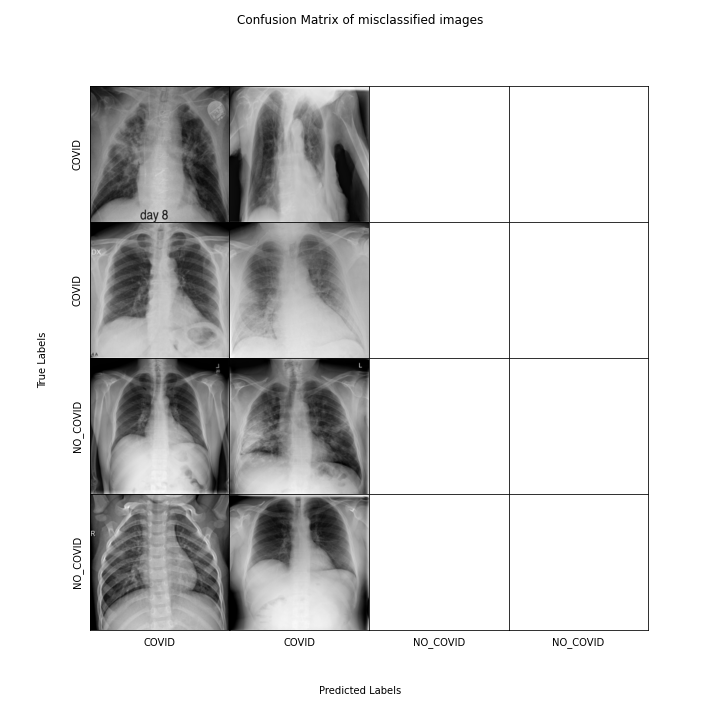 Confusion Matrix of misclassified images
COVID
day 8
COVID
True Labels
NO_COVID
L
NO_COVID
R
COVID
COVID
NO_COVID
NO_COVID
Predicted Labels